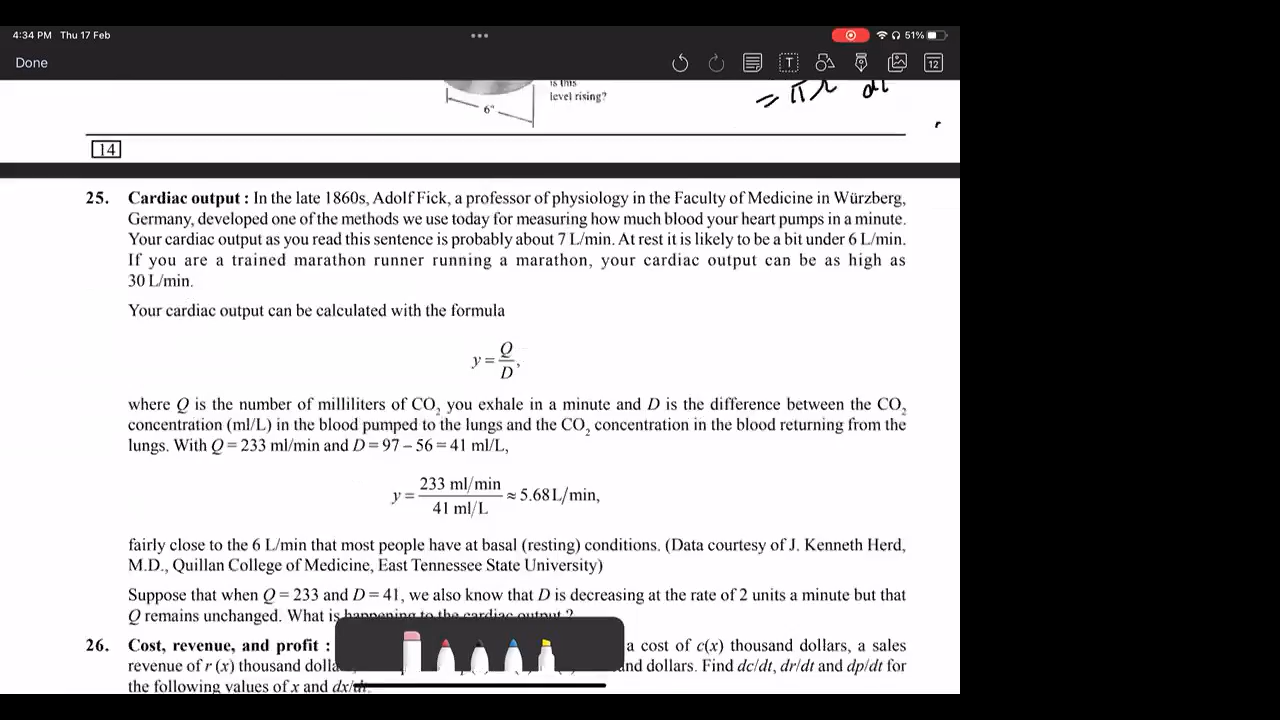 4:34 PM Thu 17 Feb
51%
Done
T
12
is this
level rising?
6"
= πr
14
25. Cardiac output : In the late 1860s, Adolf Fick, a professor of physiology in the Faculty of Medicine in Würzberg,
Germany, developed one of the methods we use today for measuring how much blood your heart pumps in a minute.
Your cardiac output as you read this sentence is probably about 7 L/min. At rest it is likely to be a bit under 6 L/min.
If you are a trained marathon runner running a marathon, your cardiac output can be as high as
30 L/min.
Your cardiac output can be calculated with the formula
y = Q/D,
where Q is the number of milliliters of CO₂ you exhale in a minute and D is the difference between the CO₂
concentration (ml/L) in the blood pumped to the lungs and the CO₂ concentration in the blood returning from the
lungs. With Q = 233 ml/min and D = 97 – 56 = 41 ml/L,
y = 233 ml/min / 41 ml/L ≈ 5.68 L/min,
fairly close to the 6 L/min that most people have at basal (resting) conditions. (Data courtesy of J. Kenneth Herd,
M.D., Quillan College of Medicine, East Tennessee State University)
Suppose that when Q = 233 and D = 41, we also know that D is decreasing at the rate of 2 units a minute but that
Q remains unchanged. What is happening to the cardiac output ?
26. Cost, revenue, and profit : a cost of c(x) thousand dollars, a sales
revenue of r (x) thousand dollars. Find dc/dt, dr/dt and dp/dt for
the following values of x and dx/dt.